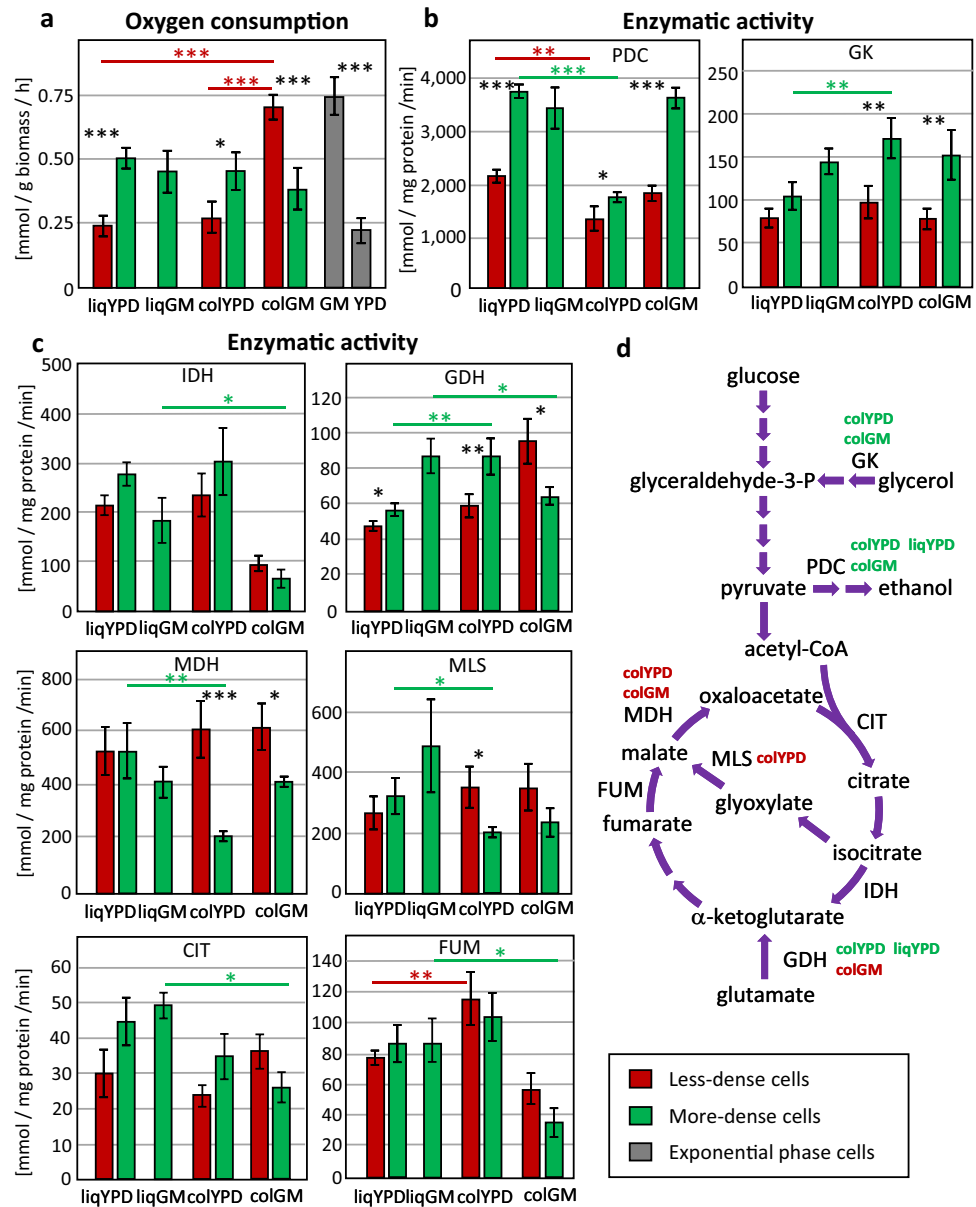 a
Oxygen consumption
b
Enzymatic activity
[mmol / g biomass / h]
0.75
0.50
0.25
0
***
***
***
*
***
***
liqYPD liqGM colYPD colGM GM YPD
[mmol / mg protein /min]
PDC
4,000
3,000
2,000
1,000
0
**
***
***
*
***
liqYPD liqGM colYPD colGM
GK
250
200
150
100
50
0
**
**
**
liqYPD liqGM colYPD colGM
c
Enzymatic activity
[mmol / mg protein /min]
IDH
500
400
300
200
100
0
*
liqYPD liqGM colYPD colGM
GDH
120
100
80
60
40
20
0
*
**
*
**
*
liqYPD liqGM colYPD colGM
[mmol / mg protein /min]
MDH
800
600
400
200
0
**
***
*
liqYPD liqGM colYPD colGM
MLS
600
400
200
0
*
*
liqYPD liqGM colYPD colGM
[mmol / mg protein /min]
CIT
60
50
40
30
20
10
0
*
liqYPD liqGM colYPD colGM
FUM
140
120
100
80
60
40
20
0
**
*
liqYPD liqGM colYPD colGM
d
glucose
colYPD
colGM
GK
glyceraldehyde-3-P
glycerol
colYPD liqYPD
PDC
colGM
pyruvate
ethanol
acetyl-CoA
colYPD
colGM
MDH
oxaloacetate
CIT
malate
MLS colYPD
citrate
FUM
glyoxylate
fumarate
isocitrate
IDH
α-ketoglutarate
GDH
colYPD liqYPD
colGM
glutamate
Less-dense cells
More-dense cells
Exponential phase cells